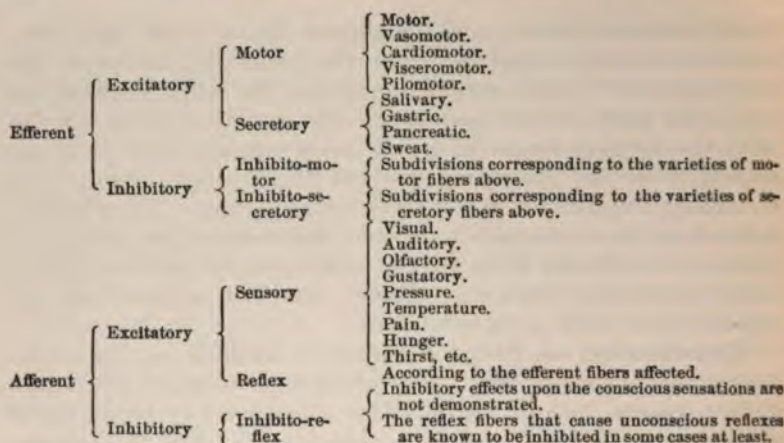 Motor.
Vasomotor.
Motor
Cardiomotor.
Visceromotor.
Excitatory
Pilomotor.
Salivary.
Secretory
Gastric.
Efferent
Pancreatic.
Sweat.
Inhibito-mo-
tor
Subdivisions corresponding to the varieties of mo-
tor fibers above.
Inhibitory
Inhibito-se-
cretory
Subdivisions corresponding to the varieties of se-
cretory fibers above.
Visual.
Auditory.
Olfactory.
Gustatory.
Sensory
Pressure.
Temperature.
Excitatory
Pain.
Hunger.
Thirst, etc.
Afferent
Reflex
According to the efferent fibers affected.
Inhibitory effects upon the conscious sensations are
not demonstrated.
Inhibitory
Inhibito-re-
flex
The reflex fibers that cause unconscious reflexes
are known to be inhibited in some cases at least.